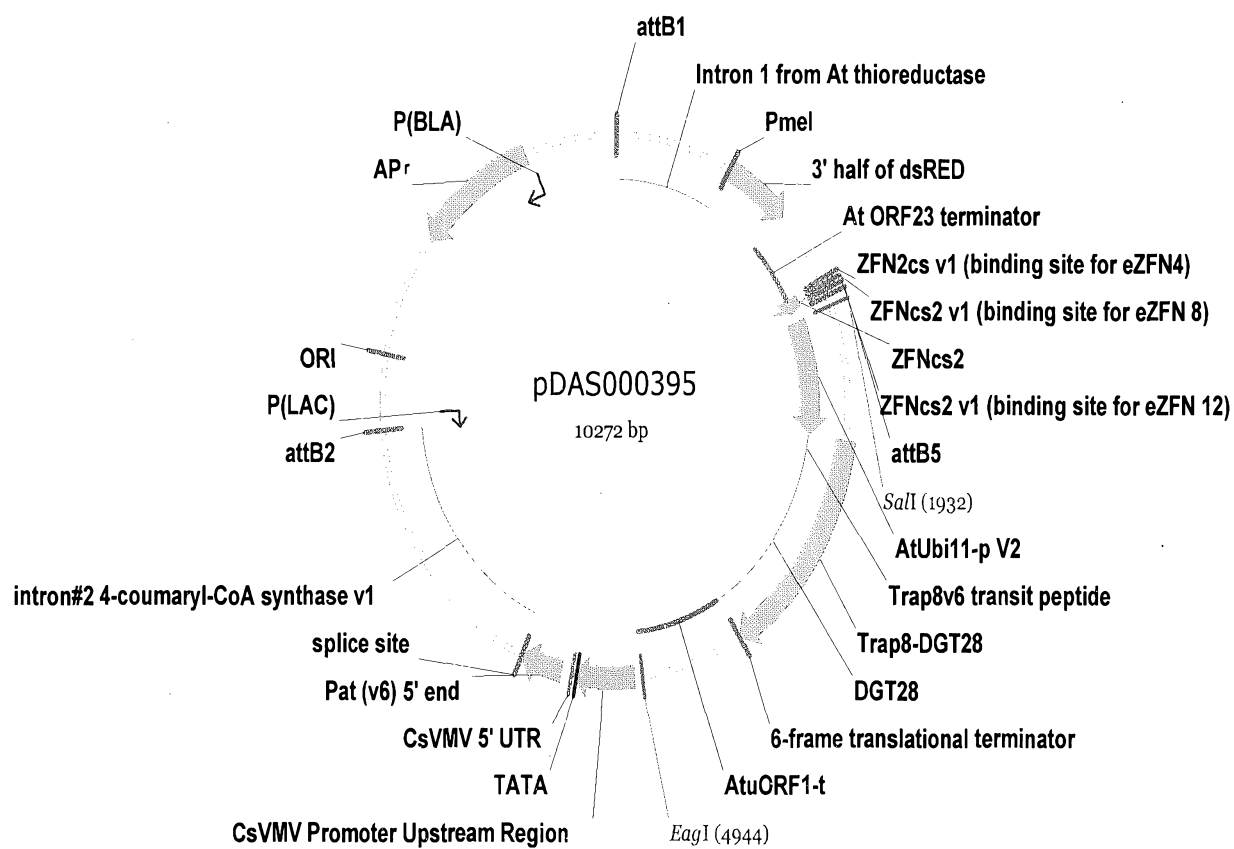 attB1
Intron 1 from At thioreductase
P(BLA)
PmeI
APr
3' half of dsRED
At ORF23 terminator
ZFN2cs v1 (binding site for eZFN4)
ZFNcs2 v1 (binding site for eZFN 8)
ORI
ZFNcs2
pDAS000395
P(LAC)
ZFNcs2 v1 (binding site for eZFN 12)
10272 bp
attB2
attB5
SalI (1932)
AtUbi11-p V2
intron#2 4-coumaryl-CoA synthase v1
Trap8v6 transit peptide
splice site
Trap8-DGT28
Pat (v6) 5' end
DGT28
CsVMV 5' UTR
6-frame translational terminator
TATA
AtuORF1-t
CsVMV Promoter Upstream Region
EagI (4944)